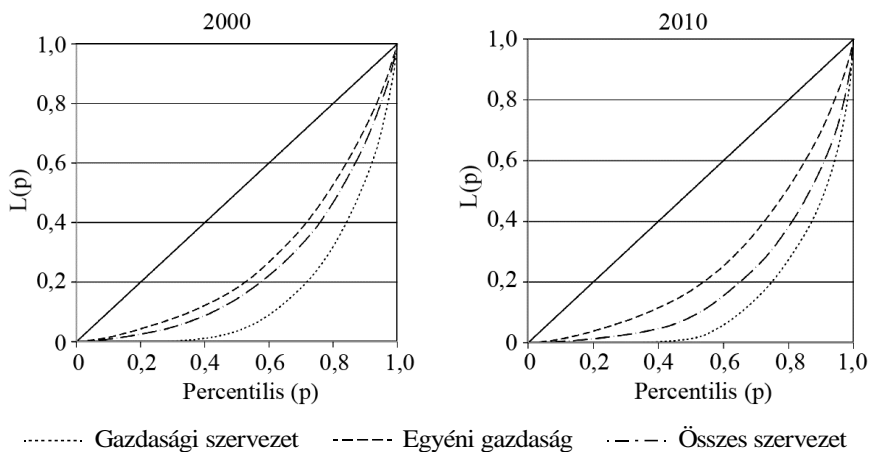 2000
1,0
0,8
0,6
0,4
0,2
0
L(p)
0 0,2 0,4 0,6 0,8 1,0
Percentilis (p)
2010
1,0
0,8
0,6
0,4
0,2
0
L(p)
0 0,2 0,4 0,6 0,8 1,0
Percentilis (p)
Gazdasági szervezet Egyéni gazdaság Összes szervezet